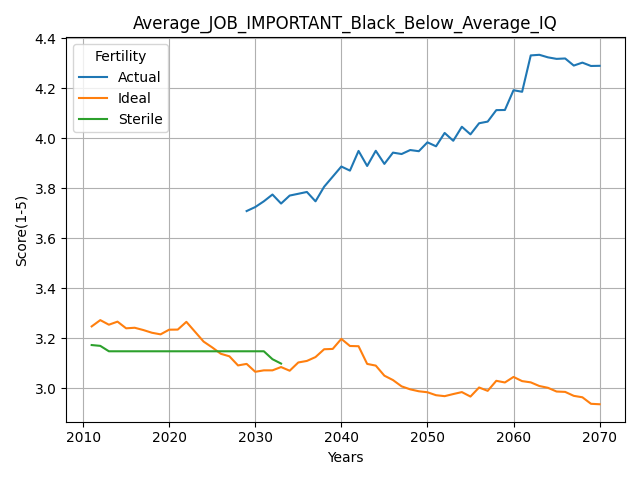 Average_JOB_IMPORTANT_Black_Below_Average_IQ
Fertility
Actual
Ideal
Sterile
Score(1-5)
4.4
4.2
4.0
3.8
3.6
3.4
3.2
3.0
2010 2020 2030 2040 2050 2060 2070
Years